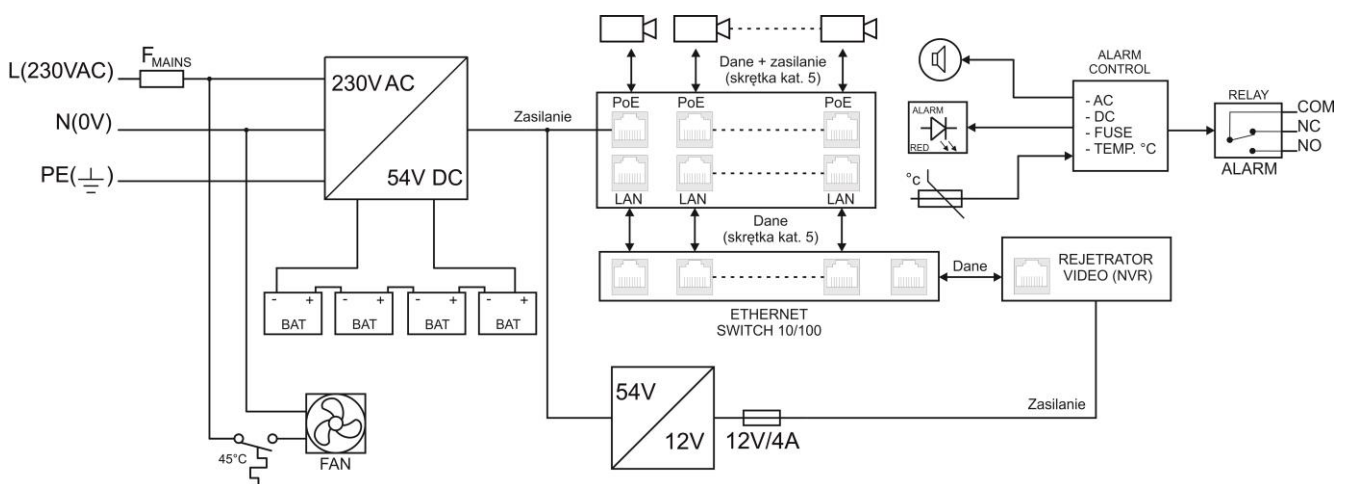 L(230VAC)
F MAINS
N(0V)
PE( )
230V AC
54V DC
- +
BAT
- +
BAT
- +
BAT
- +
BAT
45°C
FAN
Zasilanie
Dane + zasilanie
(skrętka kat. 5)
PoE PoE PoE
LAN LAN LAN
Dane
(skrętka kat. 5)
ETHERNET
SWITCH 10/100
Dane
REJETRATOR
VIDEO (NVR)
54V
12V
12V/4A
Zasilanie
ALARM
RED
°c
ALARM
CONTROL
- AC
- DC
- FUSE
- TEMP. °C
RELAY
COM
NC
NO
ALARM